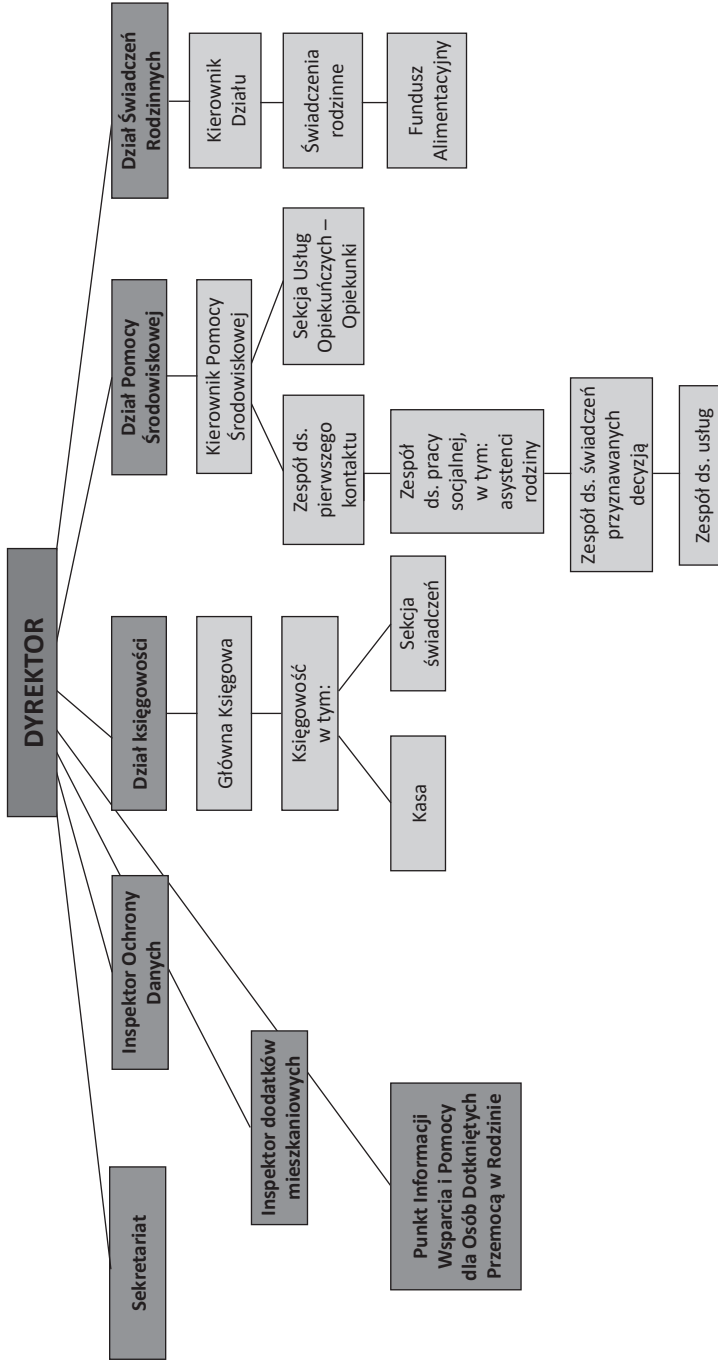 DYREKTOR
Sekretariat
Inspektor Ochrony
Danych
Inspektor dodatków
mieszkaniowych
Punkt Informacji
Wsparcia i Pomocy
dla Osób Dotkniętych
Przemocą w Rodzinie
Dział księgowości
Główna Księgowa
Księgowość
w tym:
Kasa
Sekcja
świadczeń
Dział Pomocy
Środowiskowej
Kierownik Pomocy
Środowiskowej
Zespół ds.
pierwszego
kontaktu
Sekcja Usług
Opiekuńczych –
Opiekunki
Zespół
ds. pracy
socjalnej,
w tym:
asystenci
rodziny
Zespół ds. świadczeń
przyznawanych
decyzją
Zespół ds. usług
Dział Świadczeń
Rodzinnych
Kierownik
Działu
Świadczenia
rodzinne
Fundusz
Alimentacyjny